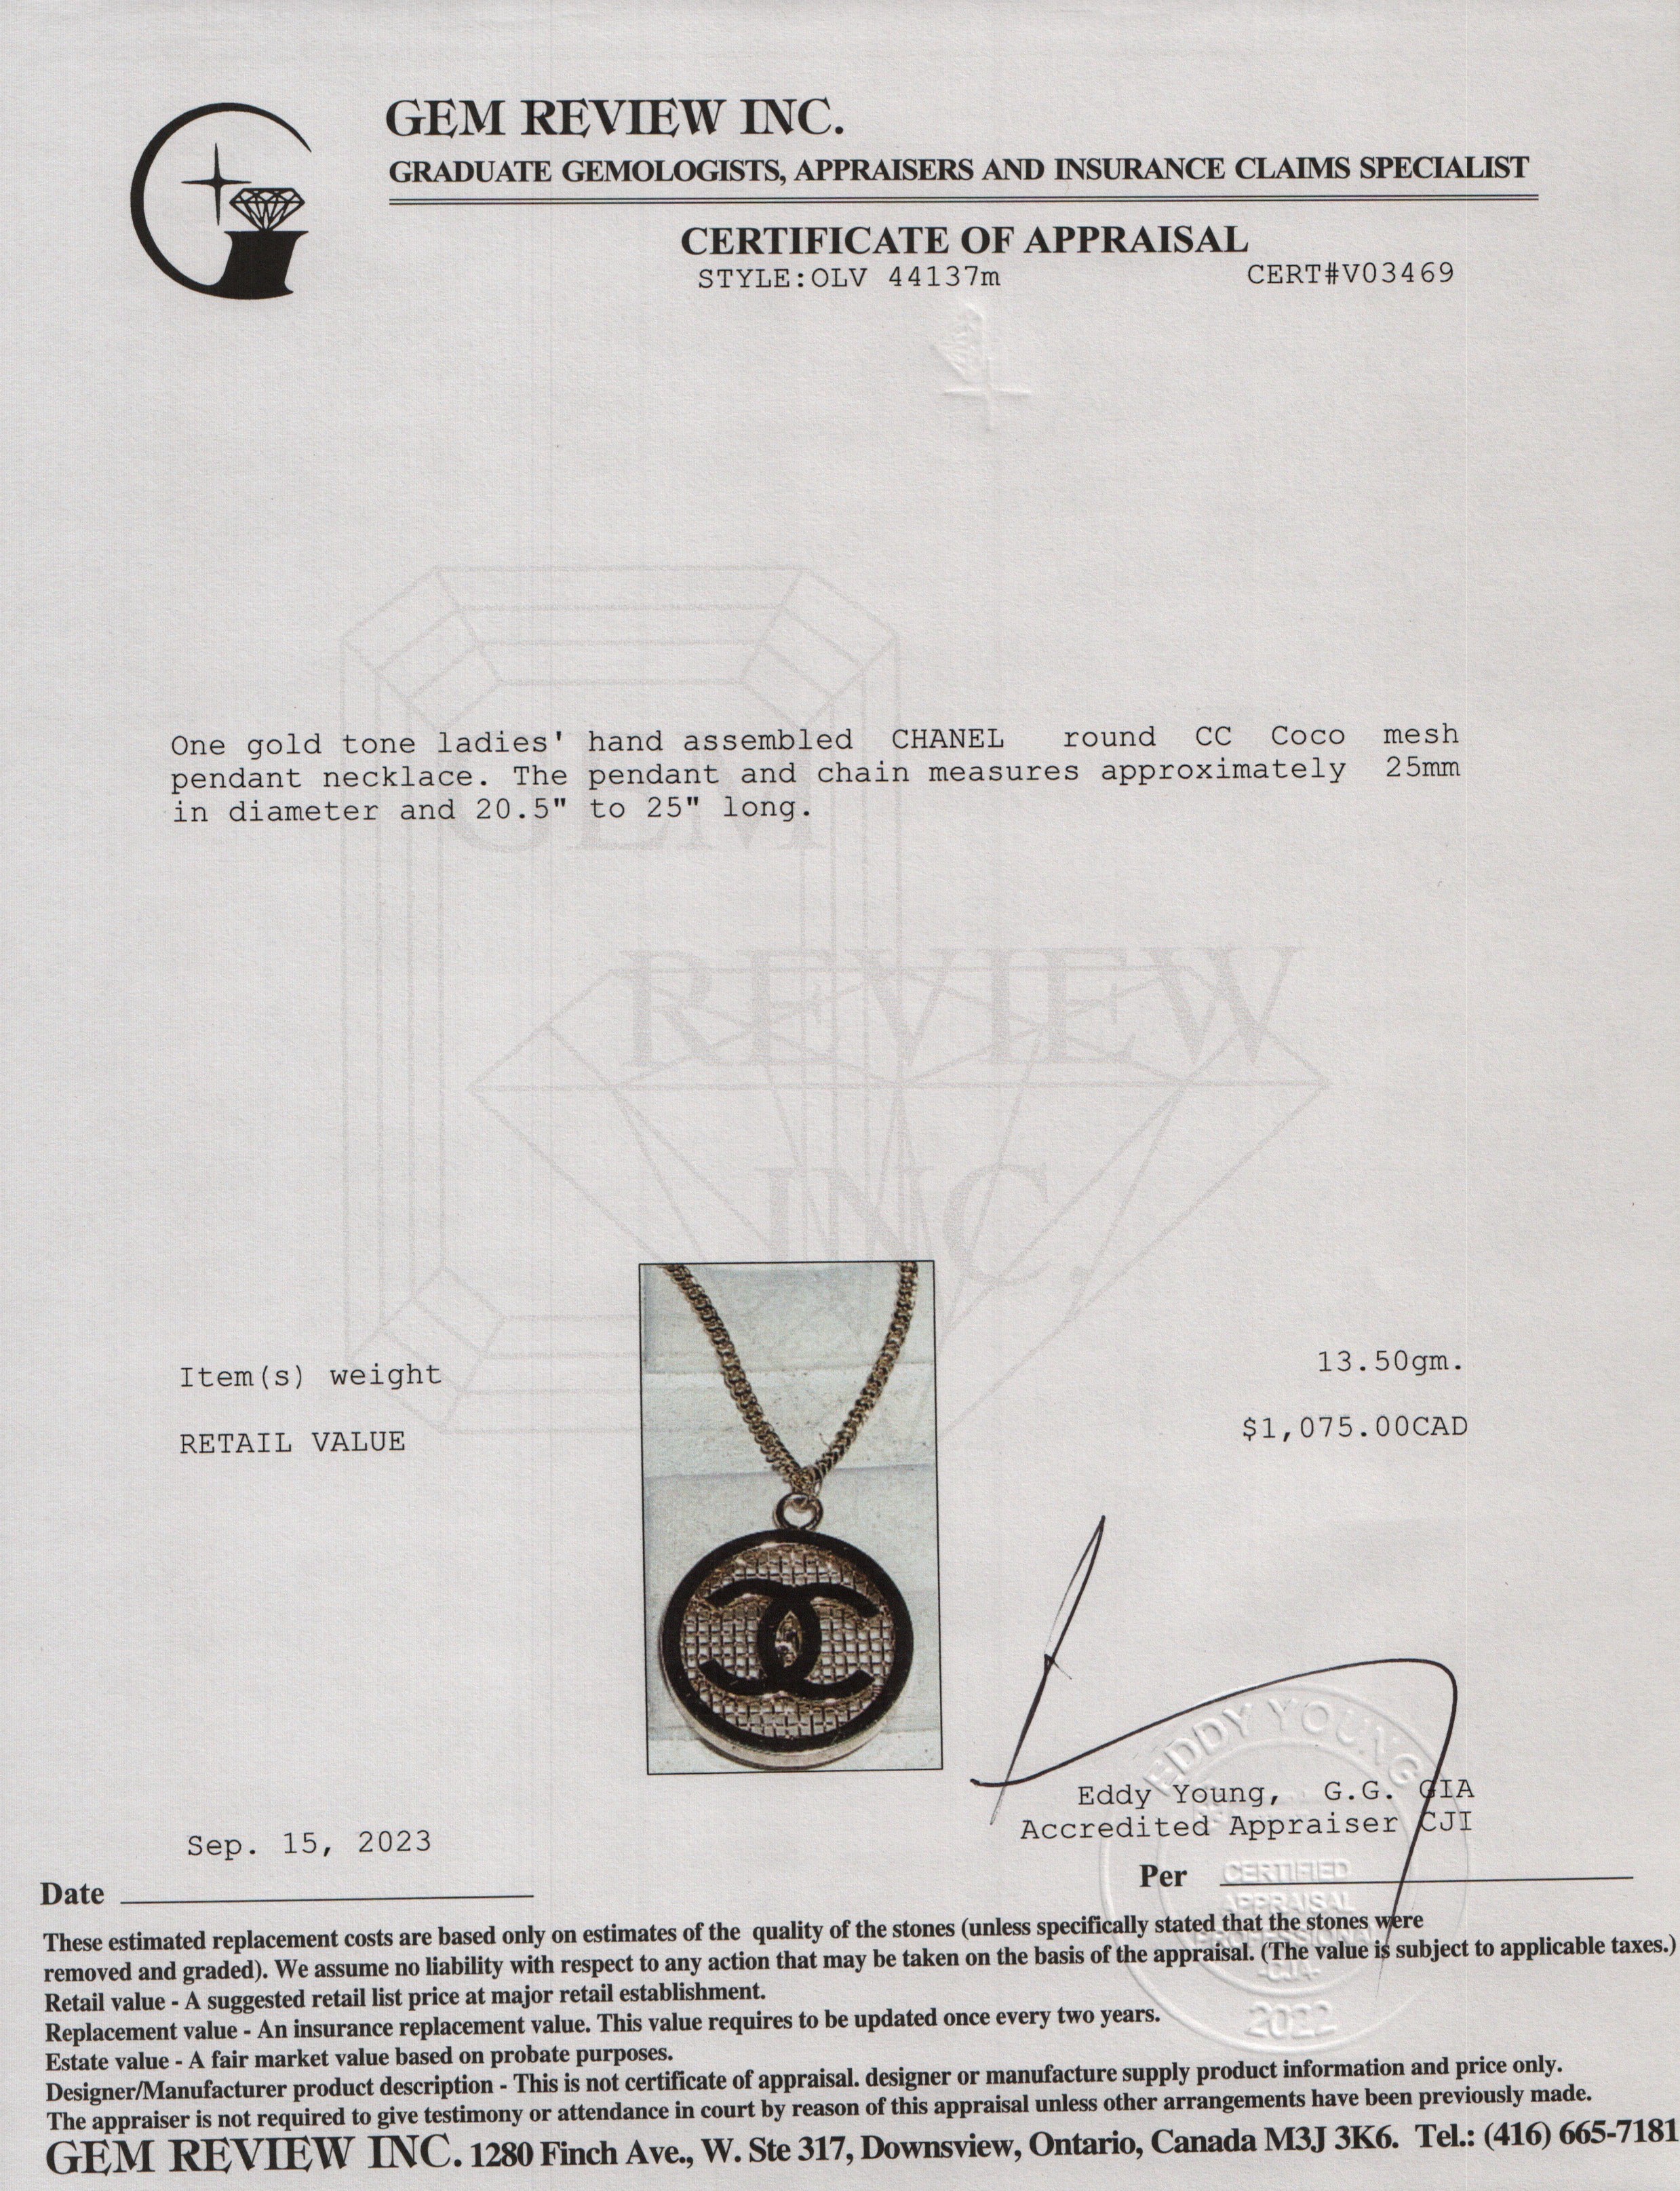 GEM REVIEW INC.
GRADUATE GEMOLOGISTS, APPRAISERS AND INSURANCE CLAIMS SPECIALIST
CERTIFICATE OF APPRAISAL
STYLE:OLV 44137m CERT#V03469
One gold tone ladies' hand assembled CHANEL round CC Coco mesh
pendant necklace. The pendant and chain measures approximately 25mm
in diameter and 20.5" to 25" long.
GEM
REVIEW
INC.
Item(s) weight 13.50gm.
RETAIL VALUE $1,075.00CAD
EDDY YOUNG
Eddy Young, G.G. GIA
Accredited Appraiser CJI
Sep. 15, 2023
Date
Per
CERTIFIED
APPRAISAL
PROFESSIONAL
-CJA-
2022
These estimated replacement costs are based only on estimates of the quality of the stones (unless specifically stated that the stones were
removed and graded). We assume no liability with respect to any action that may be taken on the basis of the appraisal. (The value is subject to applicable taxes.)
Retail value - A suggested retail list price at major retail establishment.
Replacement value - An insurance replacement value. This value requires to be updated once every two years.
Estate value - A fair market value based on probate purposes.
Designer/Manufacturer product description - This is not certificate of appraisal. designer or manufacture supply product information and price only.
The appraiser is not required to give testimony or attendance in court by reason of this appraisal unless other arrangements have been previously made.
GEM REVIEW INC. 1280 Finch Ave., W. Ste 317, Downsview, Ontario, Canada M3J 3K6. Tel.: (416) 665-7181